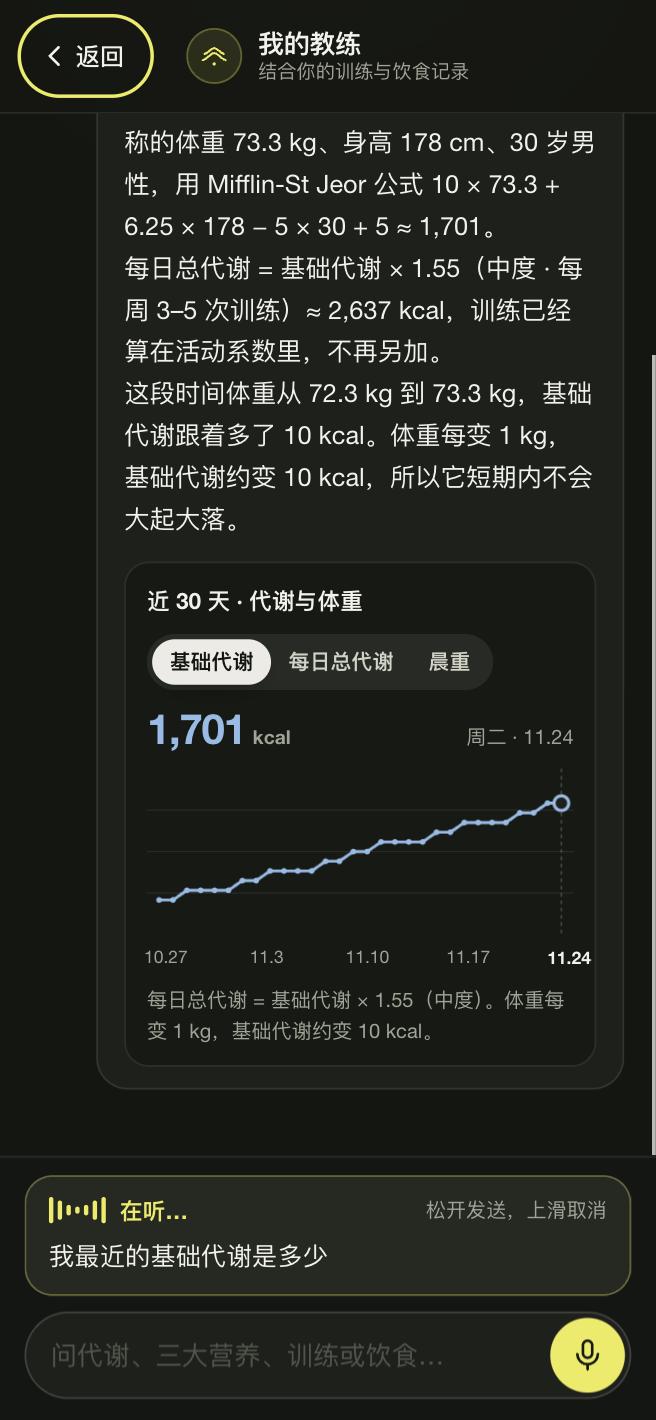 返回
我的教练
结合你的训练与饮食记录
称的体重 73.3 kg、身高 178 cm、30 岁男
性，用 Mifflin-St Jeor 公式 10 × 73.3 +
6.25 × 178 − 5 × 30 + 5 ≈ 1,701。
每日总代谢 = 基础代谢 × 1.55（中度 · 每
周 3–5 次训练）≈ 2,637 kcal，训练已经
算在活动系数里，不再另加。
这段时间体重从 72.3 kg 到 73.3 kg，基础
代谢跟着多了 10 kcal。体重每变 1 kg，
基础代谢约变 10 kcal，所以它短期内不会
大起大落。
近 30 天 · 代谢与体重
基础代谢 每日总代谢 晨重
1,701 kcal 周二 · 11.24
10.27 11.3 11.10 11.17 11.24
每日总代谢 = 基础代谢 × 1.55（中度）。体重每
变 1 kg，基础代谢约变 10 kcal。
在听… 松开发送，上滑取消
我最近的基础代谢是多少
问代谢、三大营养、训练或饮食…